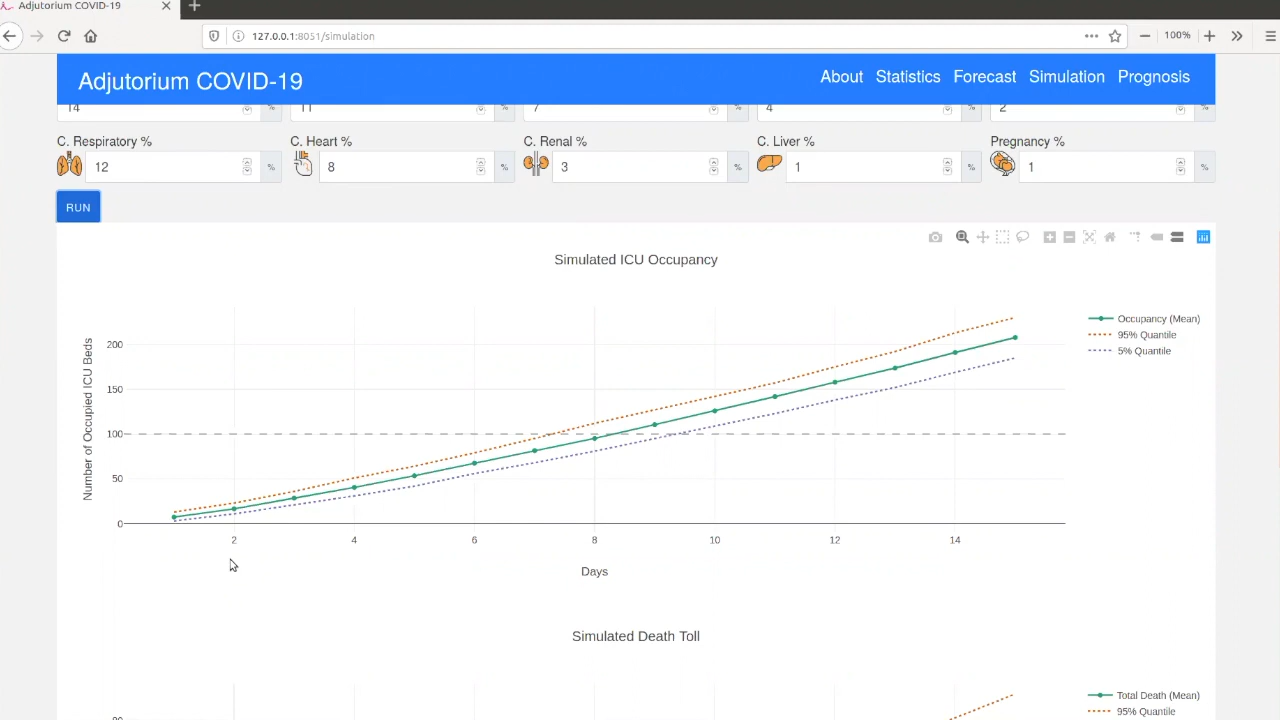 Adjutorium COVID-19
127.0.0.1:8051/simulation
100%
Adjutorium COVID-19
About Statistics Forecast Simulation Prognosis
14 % 11 % 7 % 4 % 2 %
C. Respiratory % C. Heart % C. Renal % C. Liver % Pregnancy %
12 % 8 % 3 % 1 % 1 %
RUN
Simulated ICU Occupancy
Number of Occupied ICU Beds
200
150
100
50
0
2 4 6 8 10 12 14
Days
Occupancy (Mean)
95% Quantile
5% Quantile
Simulated Death Toll
80
Total Death (Mean)
95% Quantile